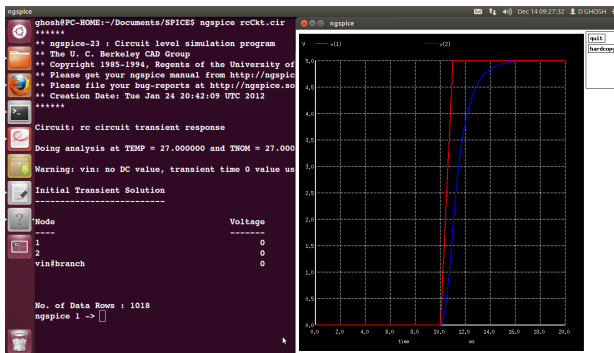 ngspice
Dec 14 09:27:32
D GHOSH
ghosh@PC-HOME:~/Documents/SPICE$ ngspice rcCkt.cir
******
** ngspice-23 : Circuit level simulation program
** The U. C. Berkeley CAD Group
** Copyright 1985-1994, Regents of the University of
** Please get your ngspice manual from http://ngspic
** Please file your bug-reports at http://ngspice.so
** Creation Date: Tue Jan 24 20:42:09 UTC 2012
******
Circuit: rc circuit transient response
Doing analysis at TEMP = 27.000000 and TNOM = 27.000
Warning: vin: no DC value, transient time 0 value us
Initial Transient Solution
--------------------------
Node Voltage
---- -------
1 0
2 0
vin#branch 0
No. of Data Rows : 1018
ngspice 1 ->
ngspice
V v(1) v(2)
5.0
4.5
4.0
3.5
3.0
2.5
2.0
1.5
1.0
0.5
0.0
0.0 2.0 4.0 6.0 8.0 10.0 12.0 14.0 16.0 18.0 20.0
time ms
quit
hardcopy